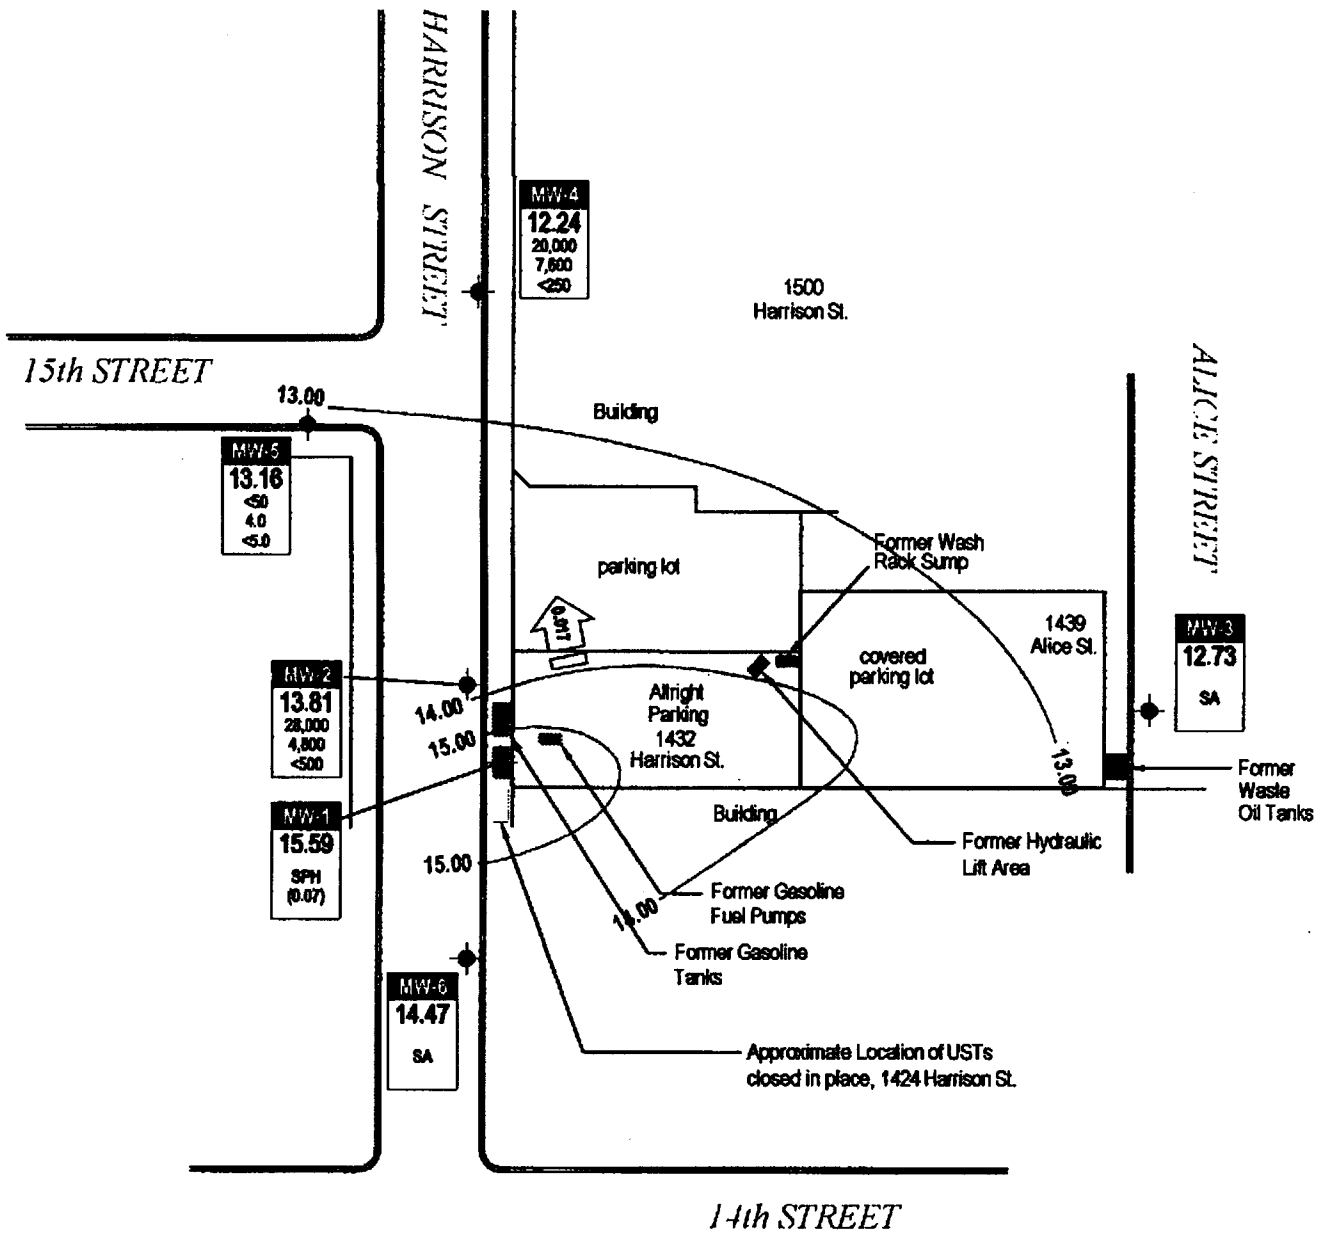 HARRISON STREET
MW-4
12.24
20,000
7,600
<250
1500
Harrison St.
15th STREET
ALICE STREET
13.00
Building
MW-5
13.16
<50
4.0
<5.0
Former Wash
Rack Sump
parking lot
0.017
1439
Alice St.
MW-3
12.73
SA
covered
parking lot
MW-2
13.81
28,000
4,800
<500
14.00
Allright
Parking
1432
Harrison St.
15.00
13.00
Former
Waste
Oil Tanks
MW-1
15.59
SPH
(0.07)
Building
Former Hydraulic
Lift Area
15.00
Former Gasoline
Fuel Pumps
14.00
Former Gasoline
Tanks
MW-6
14.47
SA
Approximate Location of USTs
closed in place, 1424 Harrison St.
14th STREET